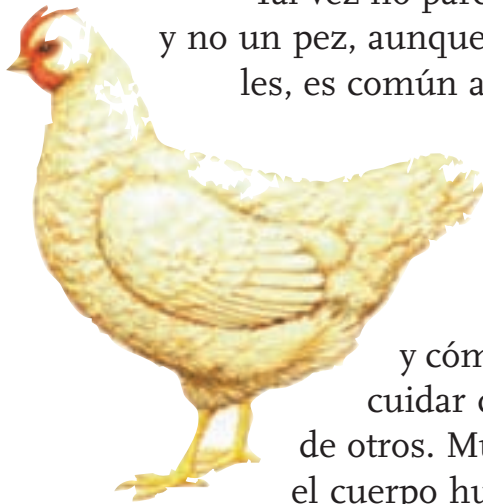 y no un pez, aunque
les, es común a
y cóm
cuidar
de otros. Mu
el cuerpo hu